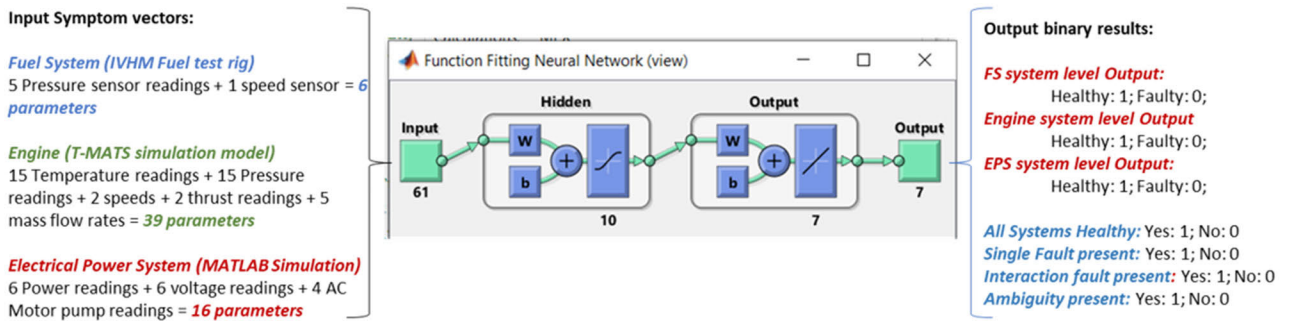 Input Symptom vectors:
Fuel System (IVHM Fuel test rig)
5 Pressure sensor readings + 1 speed sensor = 6
parameters
Engine (T-MATS simulation model)
15 Temperature readings + 15 Pressure
readings + 2 speeds + 2 thrust readings + 5
mass flow rates = 39 parameters
Electrical Power System (MATLAB Simulation)
6 Power readings + 6 voltage readings + 4 AC
Motor pump readings = 16 parameters
Function Fitting Neural Network (view)
Hidden
Output
Input
W
b
+
W
b
+
Output
61
10
7
7
Output binary results:
FS system level Output:
Healthy: 1; Faulty: 0;
Engine system level Output
Healthy: 1; Faulty: 0;
EPS system level Output:
Healthy: 1; Faulty: 0;
All Systems Healthy: Yes: 1; No: 0
Single Fault present: Yes: 1; No: 0
Interaction fault present: Yes: 1; No: 0
Ambiguity present: Yes: 1; No: 0